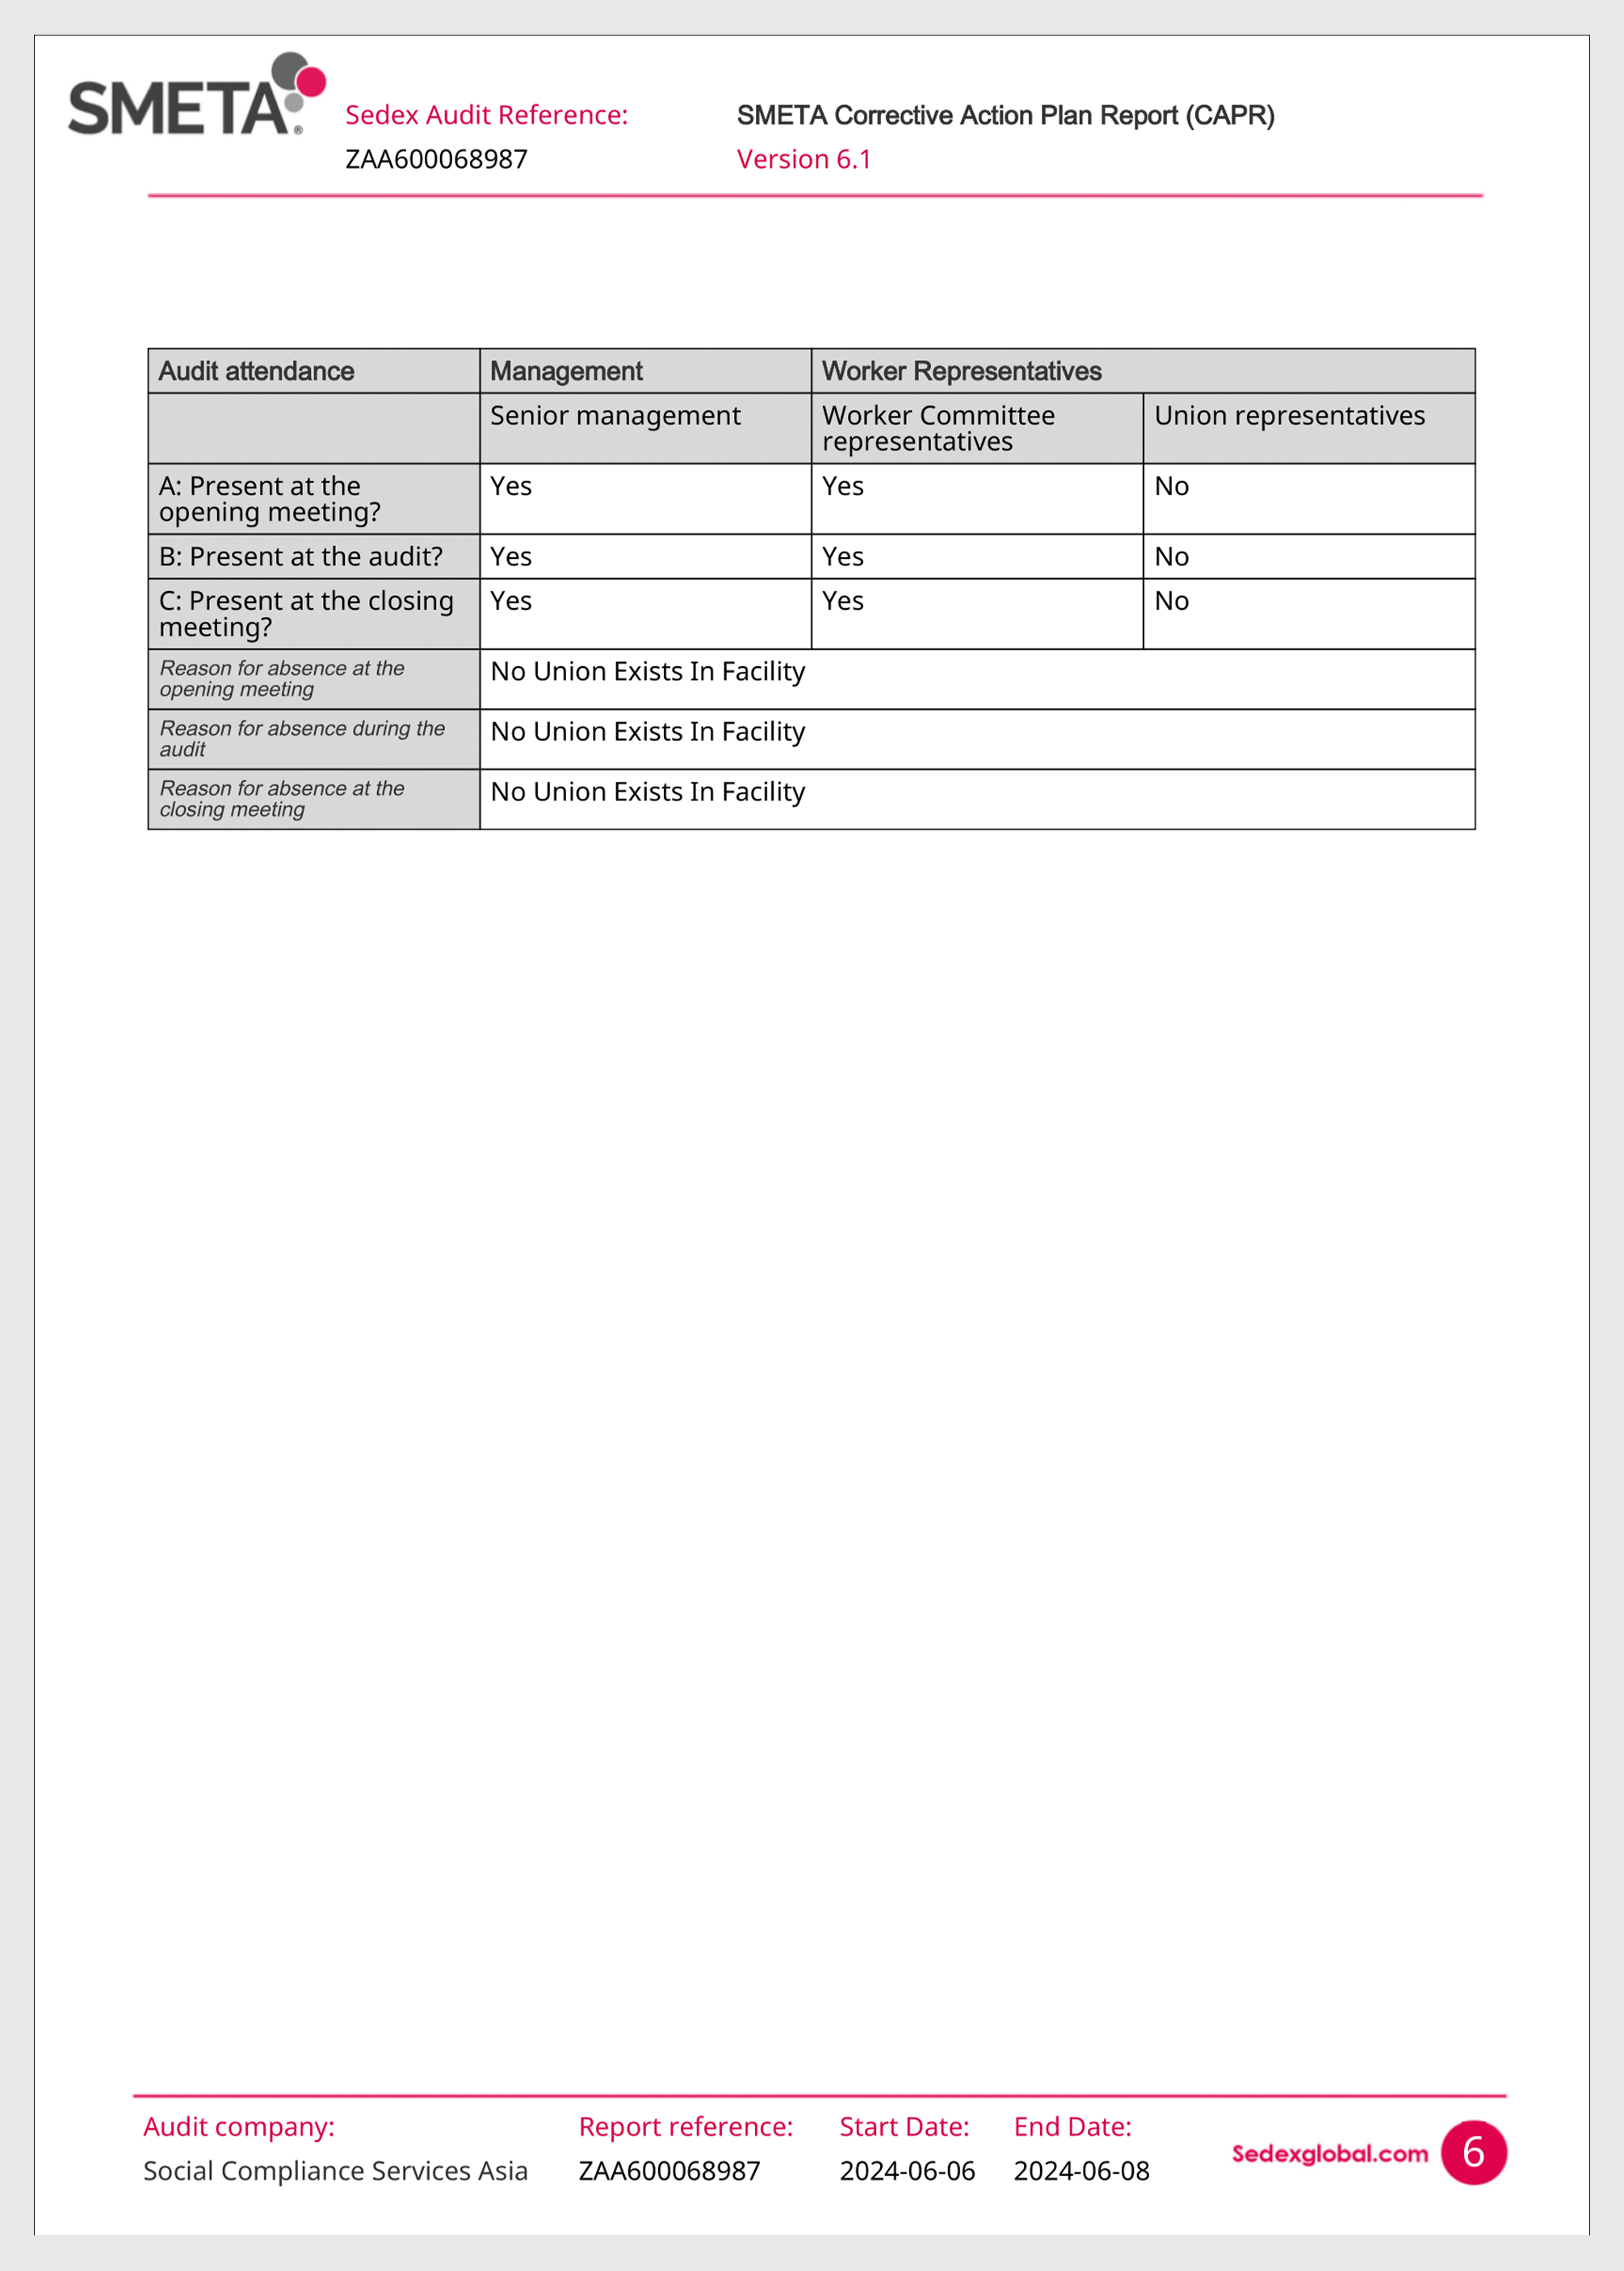 SMETA®
Sedex Audit Reference:
SMETA Corrective Action Plan Report (CAPR)
ZAA600068987
Version 6.1
Audit attendance
Management
Worker Representatives
Senior management
Worker Committee
representatives
Union representatives
A: Present at the
opening meeting?
Yes
Yes
No
B: Present at the audit?
Yes
Yes
No
C: Present at the closing
meeting?
Yes
Yes
No
Reason for absence at the
opening meeting
No Union Exists In Facility
Reason for absence during the
audit
No Union Exists In Facility
Reason for absence at the
closing meeting
No Union Exists In Facility
Audit company:
Report reference:
Start Date:
End Date:
Social Compliance Services Asia
ZAA600068987
2024-06-06
2024-06-08
Sedexglobal.com
6